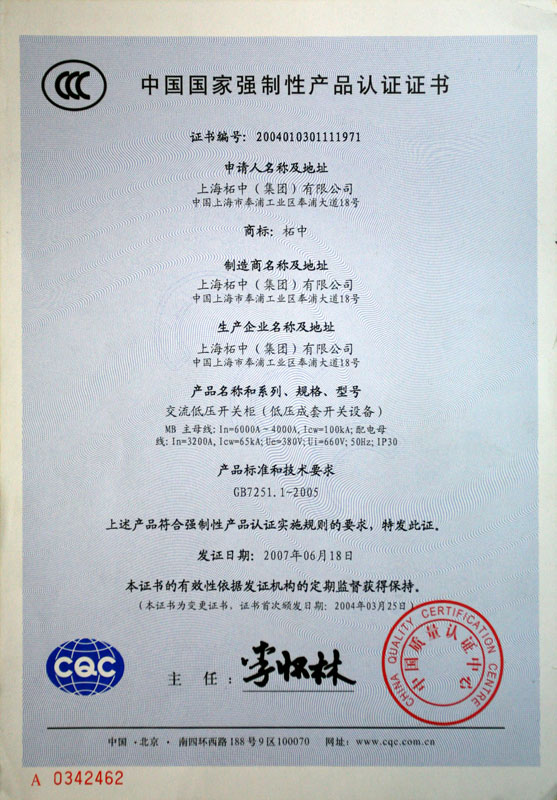 CCC
中国国家强制性产品认证证书
证书编号: 2004010301111971
申请人名称及地址
上海柘中（集团）有限公司
中国上海市奉浦工业区奉浦大道18号
商标: 柘中
制造商名称及地址
上海柘中（集团）有限公司
中国上海市奉浦工业区奉浦大道18号
生产企业名称及地址
上海柘中（集团）有限公司
中国上海市奉浦工业区奉浦大道18号
产品名称和系列、规格、型号
交流低压开关柜（低压成套开关设备）
MB 主母线: In=6000A~4000A, Icw=100kA; 配电母
线: In=3200A, Icw=65kA; Ue=380V; Ui=660V; 50Hz; IP30
产品标准和技术要求
GB7251.1-2005
上述产品符合强制性产品认证实施规则的要求，特发此证。
发证日期: 2007年06月18日
本证书的有效性依据发证机构的定期监督获得保持。
（本证书为变更证书，证书首次颁发日期: 2004年03月25日）
CQC
主 任: 李怀林
CHINA QUALITY CERTIFICATION CENTRE
中国质量认证中心
中国·北京·南四环西路188号9区100070 网址: www.cqc.com.cn
A 0342462